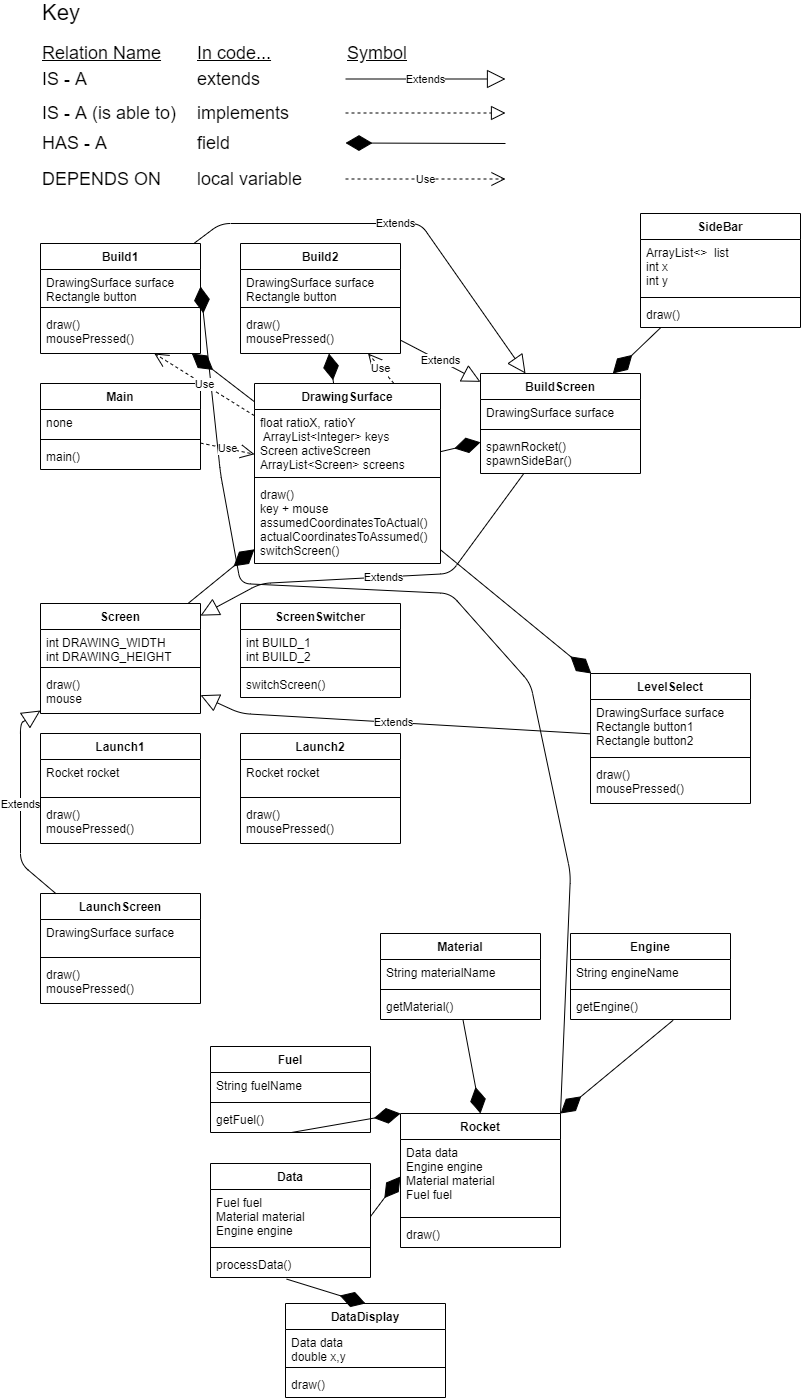 Key
Relation Name In code... Symbol
IS - A extends Extends
IS - A (is able to) implements
HAS - A field
DEPENDS ON local variable Use
Extends
Build1
DrawingSurface surface
Rectangle button
draw()
mousePressed()
Build2
DrawingSurface surface
Rectangle button
draw()
mousePressed()
SideBar
ArrayList<> list
int x
int y
draw()
Extends
Use
Use
BuildScreen
DrawingSurface surface
spawnRocket()
spawnSideBar()
Main
none
main()
Use
DrawingSurface
float ratioX, ratioY
ArrayList<Integer> keys
Screen activeScreen
ArrayList<Screen> screens
draw()
key + mouse
assumedCoordinatesToActual()
actualCoordinatesToAssumed()
switchScreen()
Extends
Screen
int DRAWING_WIDTH
int DRAWING_HEIGHT
draw()
mouse
ScreenSwitcher
int BUILD_1
int BUILD_2
switchScreen()
LevelSelect
DrawingSurface surface
Rectangle button1
Rectangle button2
draw()
mousePressed()
Extends
Launch1
Rocket rocket
draw()
mousePressed()
Launch2
Rocket rocket
draw()
mousePressed()
Extends
LaunchScreen
DrawingSurface surface
draw()
mousePressed()
Material
String materialName
getMaterial()
Engine
String engineName
getEngine()
Fuel
String fuelName
getFuel()
Rocket
Data data
Engine engine
Material material
Fuel fuel
draw()
Data
Fuel fuel
Material material
Engine engine
processData()
DataDisplay
Data data
double x,y
draw()